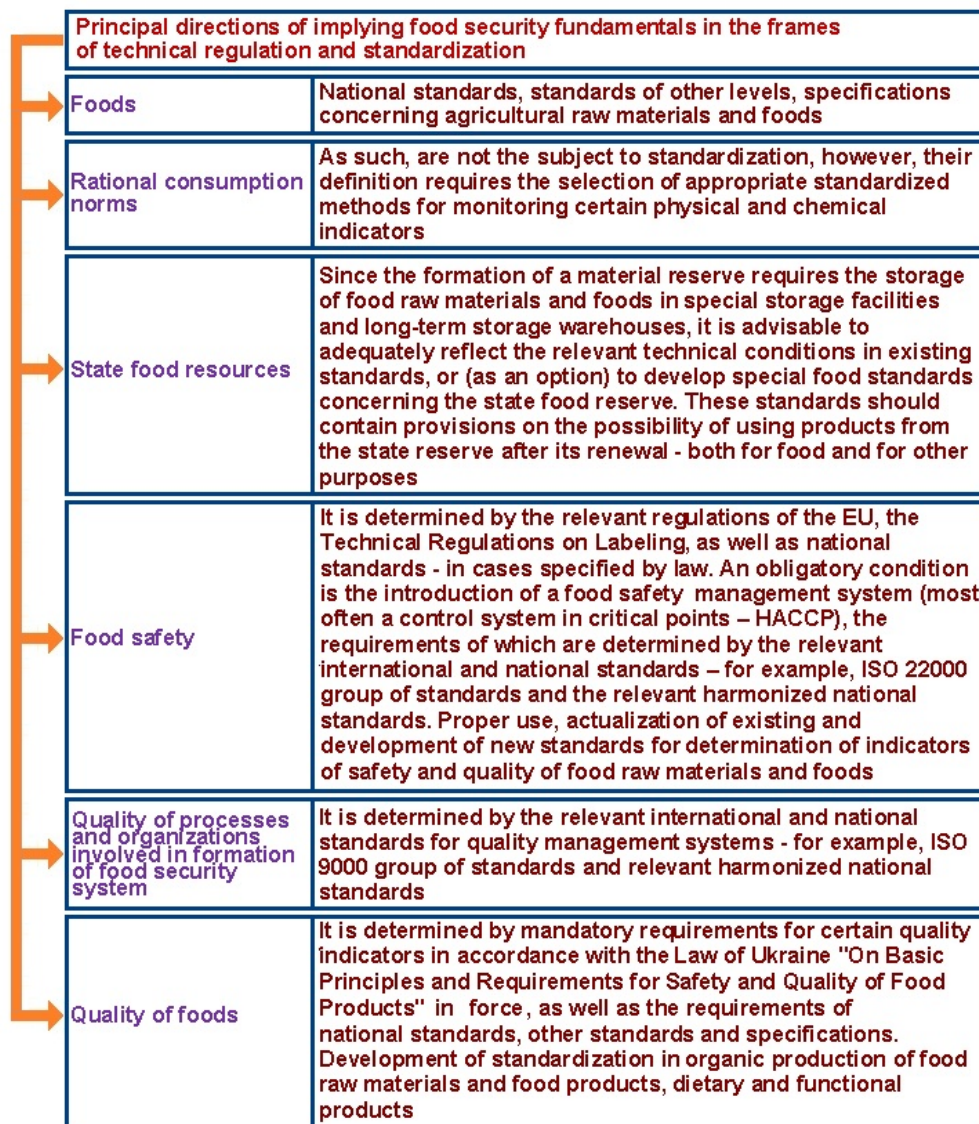 Principal directions of implying food security fundamentals in the frames
of technical regulation and standardization
Foods
National standards, standards of other levels, specifications
concerning agricultural raw materials and foods
Rational consumption
norms
As such, are not the subject to standardization, however, their
definition requires the selection of appropriate standardized
methods for monitoring certain physical and chemical
indicators
State food resources
Since the formation of a material reserve requires the storage
of food raw materials and foods in special storage facilities
and long-term storage warehouses, it is advisable to
adequately reflect the relevant technical conditions in existing
standards, or (as an option) to develop special food standards
concerning the state food reserve. These standards should
contain provisions on the possibility of using products from
the state reserve after its renewal - both for food and for other
purposes
Food safety
It is determined by the relevant regulations of the EU, the
Technical Regulations on Labeling, as well as national
standards - in cases specified by law. An obligatory condition
is the introduction of a food safety management system (most
often a control system in critical points – HACCP), the
requirements of which are determined by the relevant
international and national standards – for example, ISO 22000
group of standards and the relevant harmonized national
standards. Proper use, actualization of existing and
development of new standards for determination of indicators
of safety and quality of food raw materials and foods
Quality of processes
and organizations
involved in formation
of food security
system
It is determined by the relevant international and national
standards for quality management systems - for example, ISO
9000 group of standards and relevant harmonized national
standards
Quality of foods
It is determined by mandatory requirements for certain quality
indicators in accordance with the Law of Ukraine "On Basic
Principles and Requirements for Safety and Quality of Food
Products" in force, as well as the requirements of
national standards, other standards and specifications.
Development of standardization in organic production of food
raw materials and food products, dietary and functional
products